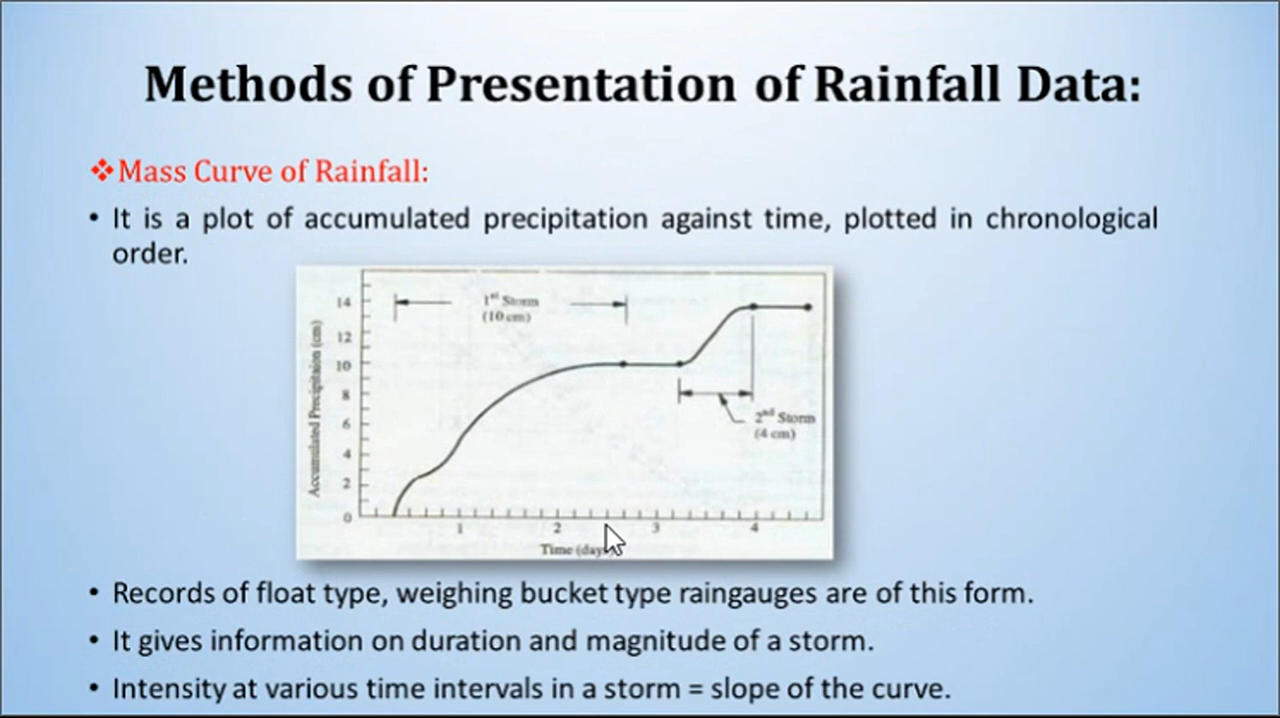 Methods of Presentation of Rainfall Data:
❖Mass Curve of Rainfall:
• It is a plot of accumulated precipitation against time, plotted in chronological
order.
Accumulated Precipitation (cm)
14
12
10
8
6
4
2
0
1st Storm
(10 cm)
2nd Storm
(4 cm)
1 2 3 4
Time (day
• Records of float type, weighing bucket type raingauges are of this form.
• It gives information on duration and magnitude of a storm.
• Intensity at various time intervals in a storm = slope of the curve.